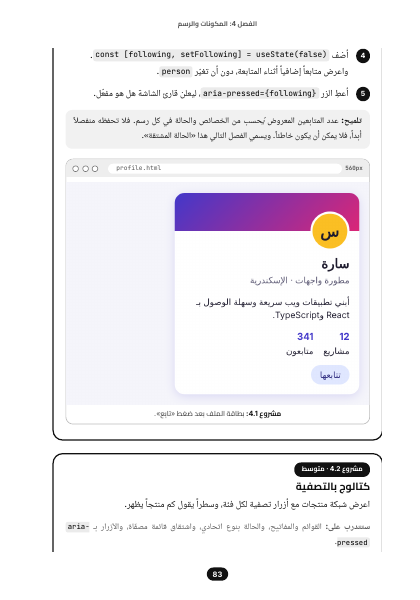 الفصل 4: المكونات والرسم
4 أضف const [following, setFollowing] = useState(false).
واعرض متابعاً إضافياً أثناء المتابعة، دون أن تغيّر person.
5 أعطِ الزر aria-pressed={following}، ليعلن قارئ الشاشة هل هو مفعّل.
تلميح: عدد المتابعين المعروض يُحسب من الخصائص والحالة في كل رسم. فلا تحفظه منفصلاً
أبداً، فلا يمكن أن يكون خاطئاً. ويسمي الفصل التالي هذا «الحالة المشتقة».
profile.html
560px
س
سارة
مطورة واجهات · الإسكندرية
أبني تطبيقات ويب سريعة وسهلة الوصول بـ
React وTypeScript.
12 341
مشاريع متابعون
تتابعها
مشروع 4.1: بطاقة الملف بعد ضغط «تابع».
مشروع 4.2 · متوسط
كتالوج بالتصفية
اعرض شبكة منتجات مع أزرار تصفية لكل فئة، وسطراً يقول كم منتجاً يظهر.
ستتدرب على: القوائم والمفاتيح، والحالة بنوع اتحادي، واشتقاق قائمة مصفّاة، والأزرار بـ aria-
pressed.
83